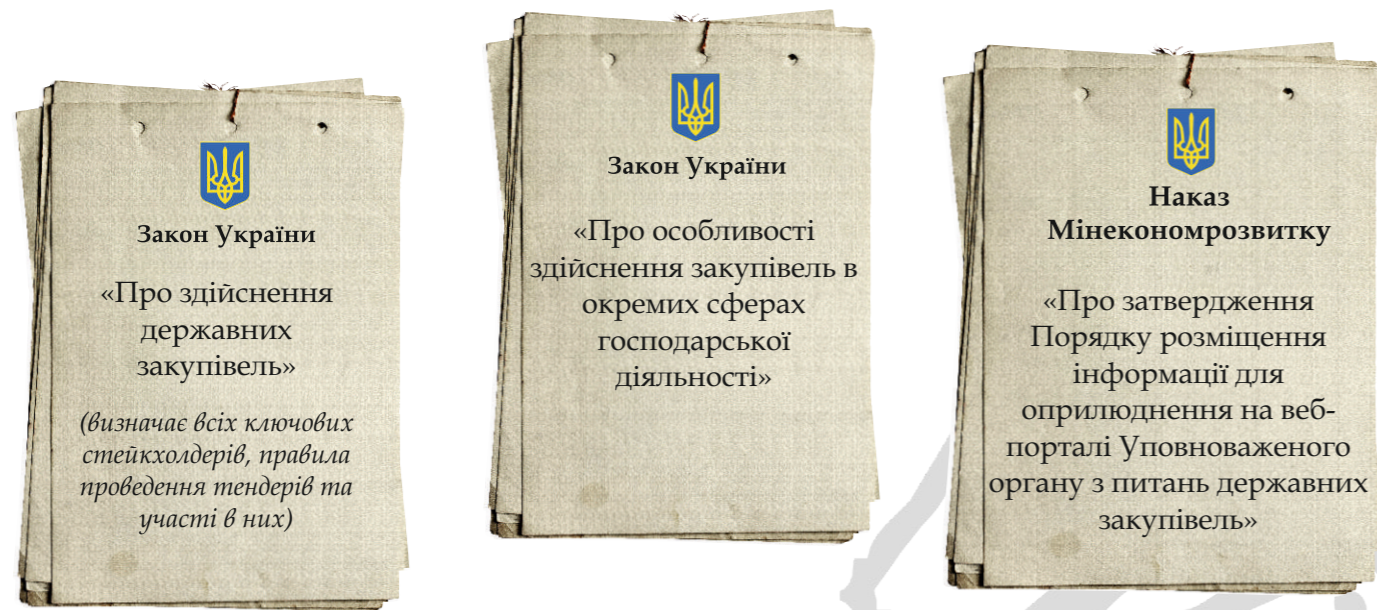 Закон України
«Про здійснення
державних
закупівель»
(визначає всіх ключових
стейкхолдерів, правила
проведення тендерів та
участі в них)
Закон України
«Про особливості
здійснення закупівель в
окремих сферах
господарської
діяльності»
Наказ
Мінекономрозвитку
«Про затвердження
Порядку розміщення
інформації для
оприлюднення на веб-
порталі Уповноваженого
органу з питань державних
закупівель»